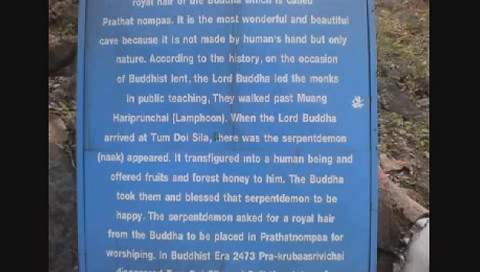 royal hair of the Buddha which is called
Prathat nompaas. It is the most wonderful and beautiful
cave because it is not made by human's hand but only
nature. According to the history, on the occasion
of Buddhist lent, the Lord Buddha led the monks
in public teaching, They walked past Muang
Hariprunchai [Lamphoon). When the Lord Buddha
arrived at Tum Doi Sila, there was the serpentdemon
(naak) appeared. It transfigured into a human being and
offered fruits and forest honey to him. The Buddha
took them and blessed that serpentdemon to be
happy. The serpentdemon asked for a royal hair
from the Buddha to be placed in Prathatnompaa for
worshiping. In Buddhist Era 2473 Pra-krubaasrivichai
discovered Tum Doi